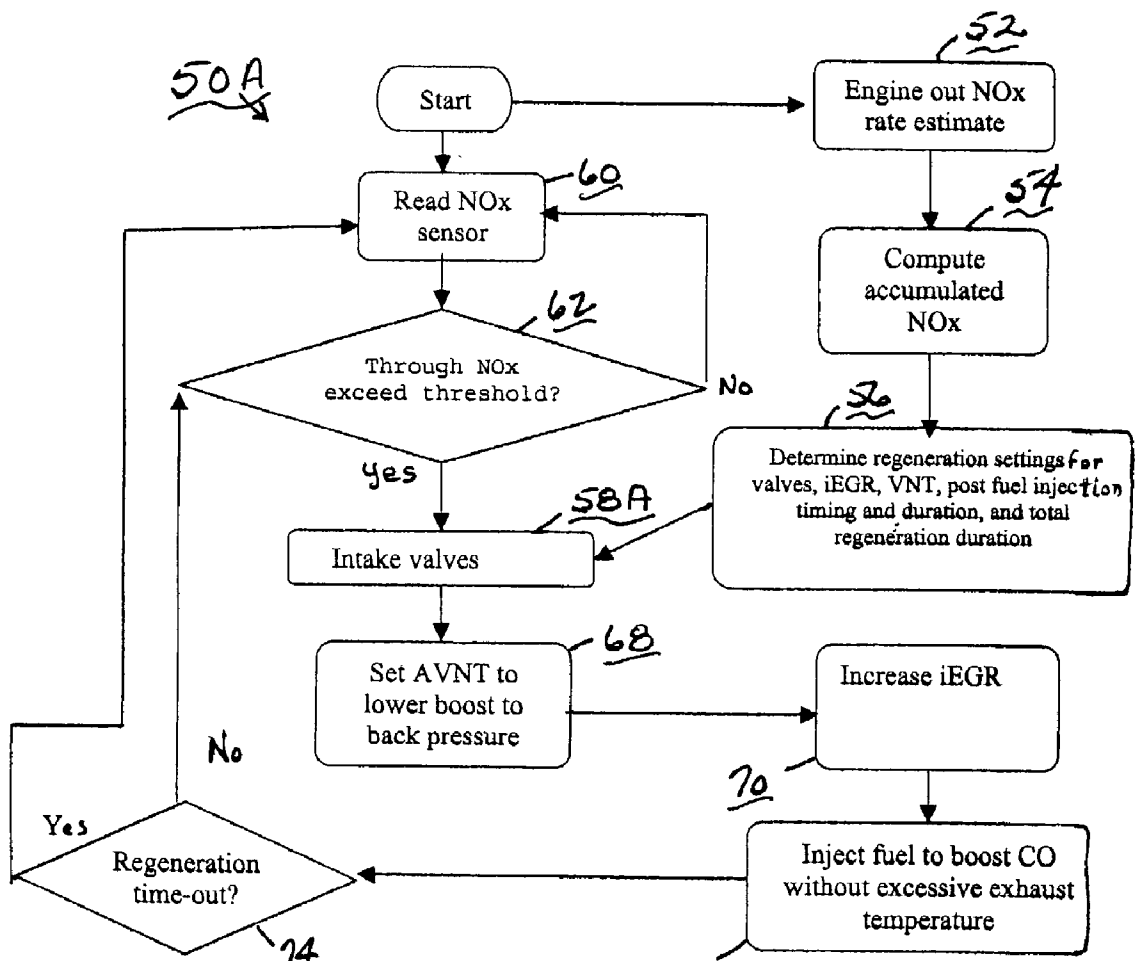 50A
Start
52
Engine out NOx
rate estimate
60
Read NOx
sensor
54
Compute
accumulated
NOx
62
Through NOx
exceed threshold?
No
yes
56
Determine regeneration settings for
valves, iEGR, VNT, post fuel injection
timing and duration, and total
regeneration duration
58A
Intake valves
68
Set AVNT to
lower boost to
back pressure
Increase iEGR
70
No
Yes
Regeneration
time-out?
74
Inject fuel to boost CO
without excessive exhaust
temperature